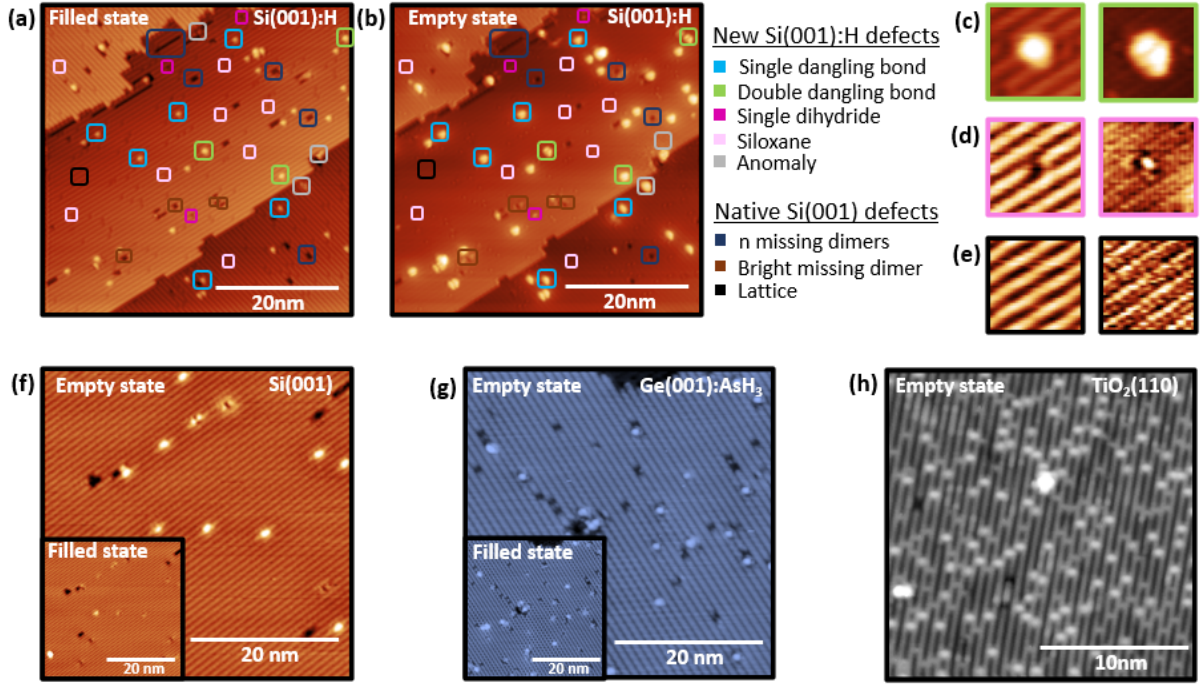 (a)
Filled state
Si(001):H
20nm
(b)
Empty state
Si(001):H
20nm
New Si(001):H defects
Single dangling bond
Double dangling bond
Single dihydride
Siloxane
Anomaly
Native Si(001) defects
n missing dimers
Bright missing dimer
Lattice
(c)
(d)
(e)
(f)
Empty state
Si(001)
Filled state
20 nm
20 nm
(g)
Empty state
Ge(001):AsH₃
Filled state
20 nm
20 nm
(h)
Empty state
TiO₂(110)
10nm